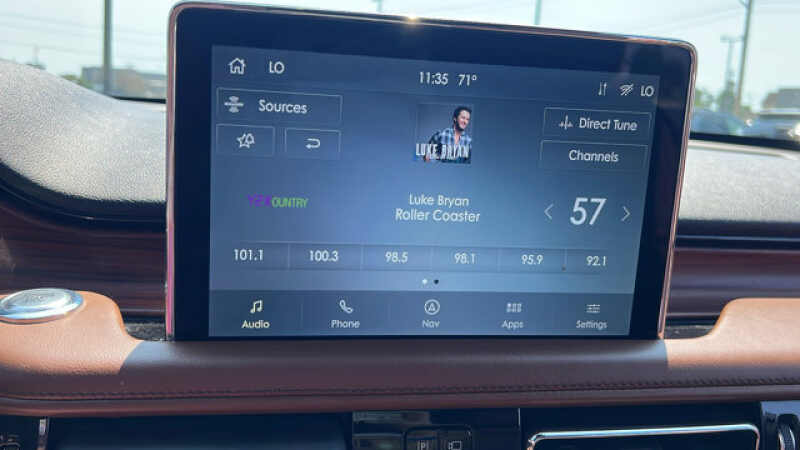 LO
11:35 71°
LO
Sources
LUKE BRYAN
Direct Tune
Channels
Y2KOUNTRY
Luke Bryan
Roller Coaster
57
101.1 100.3 98.5 98.1 95.9 92.1
Audio Phone Nav Apps Settings
P